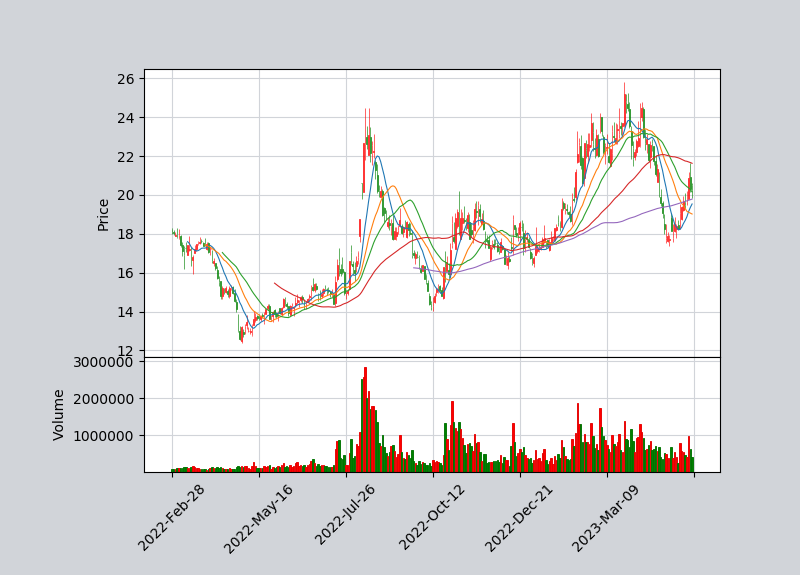 26
24
22
20
18
16
14
12
Price
3000000
2000000
1000000
Volume
2022-Feb-28
2022-May-16
2022-Jul-26
2022-Oct-12
2022-Dec-21
2023-Mar-09